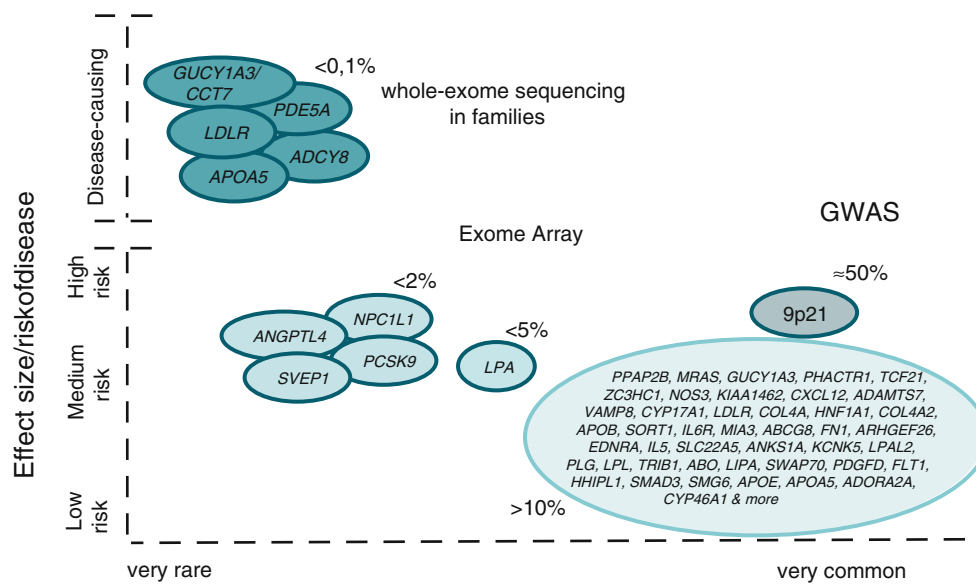 Effect size/riskofdisease
Disease-causing
High
risk
Medium
risk
Low
risk
GUCY1A3/
CCT7
PDE5A
LDLR
ADCY8
APOA5
<0,1%
whole-exome sequencing
in families
Exome Array
GWAS
<2%
NPC1L1
ANGPTL4
PCSK9
SVEP1
<5%
LPA
≈50%
9p21
PPAP2B, MRAS, GUCY1A3, PHACTR1, TCF21,
ZC3HC1, NOS3, KIAA1462, CXCL12, ADAMTS7,
VAMP8, CYP17A1, LDLR, COL4A, HNF1A1, COL4A2,
APOB, SORT1, IL6R, MIA3, ABCG8, FN1, ARHGEF26,
EDNRA, IL5, SLC22A5, ANKS1A, KCNK5, LPAL2,
PLG, LPL, TRIB1, ABO, LIPA, SWAP70, PDGFD, FLT1,
HHIPL1, SMAD3, SMG6, APOE, APOA5, ADORA2A,
CYP46A1 & more
>10%
very rare
very common